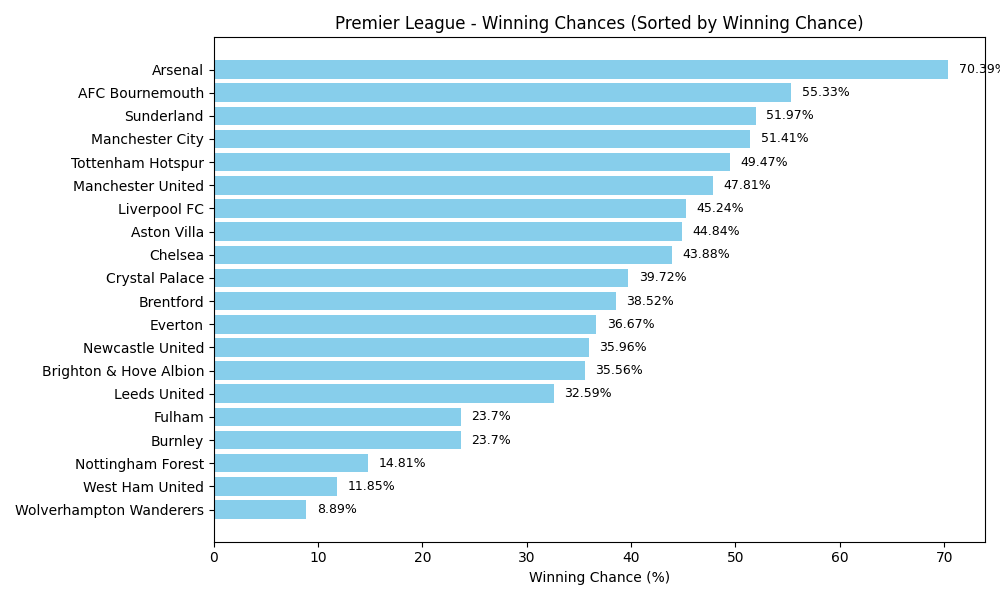 Premier League - Winning Chances (Sorted by Winning Chance)
Arsenal 70.39%
AFC Bournemouth 55.33%
Sunderland 51.97%
Manchester City 51.41%
Tottenham Hotspur 49.47%
Manchester United 47.81%
Liverpool FC 45.24%
Aston Villa 44.84%
Chelsea 43.88%
Crystal Palace 39.72%
Brentford 38.52%
Everton 36.67%
Newcastle United 35.96%
Brighton & Hove Albion 35.56%
Leeds United 32.59%
Fulham 23.7%
Burnley 23.7%
Nottingham Forest 14.81%
West Ham United 11.85%
Wolverhampton Wanderers 8.89%
0 10 20 30 40 50 60 70
Winning Chance (%)